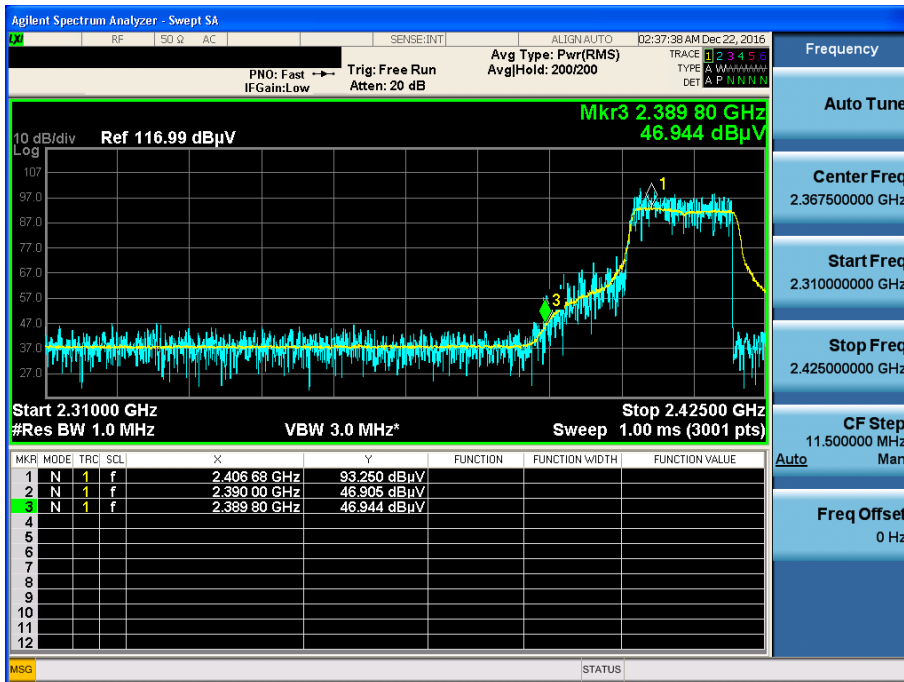 Agilent Spectrum Analyzer - Swept SA
LXI RF 50 Ω AC SENSE:INT ALIGN AUTO 02:37:38 AM Dec 22, 2016
PNO: Fast Trig: Free Run Avg Type: Pwr(RMS) TRACE 1 2 3 4 5 6
IFGain:Low Atten: 20 dB Avg|Hold: 200/200 TYPE A WWWWWW
DET A P N N N N
Frequency
Auto Tune
Center Freq
2.367500000 GHz
Start Freq
2.310000000 GHz
Stop Freq
2.425000000 GHz
CF Step
11.500000 MHz
Auto Man
Freq Offset
0 Hz
Mkr3 2.389 80 GHz
46.944 dBµV
10 dB/div Ref 116.99 dBµV
Log
107
97.0
87.0
77.0
67.0
57.0
47.0
37.0
27.0
1
3
Start 2.31000 GHz Stop 2.42500 GHz
#Res BW 1.0 MHz VBW 3.0 MHz* Sweep 1.00 ms (3001 pts)
MKR MODE TRC SCL X Y FUNCTION FUNCTION WIDTH FUNCTION VALUE
1 N 1 f 2.406 68 GHz 93.250 dBµV
2 N 1 f 2.390 00 GHz 46.905 dBµV
3 N 1 f 2.389 80 GHz 46.944 dBµV
4
5
6
7
8
9
10
11
12
MSG STATUS